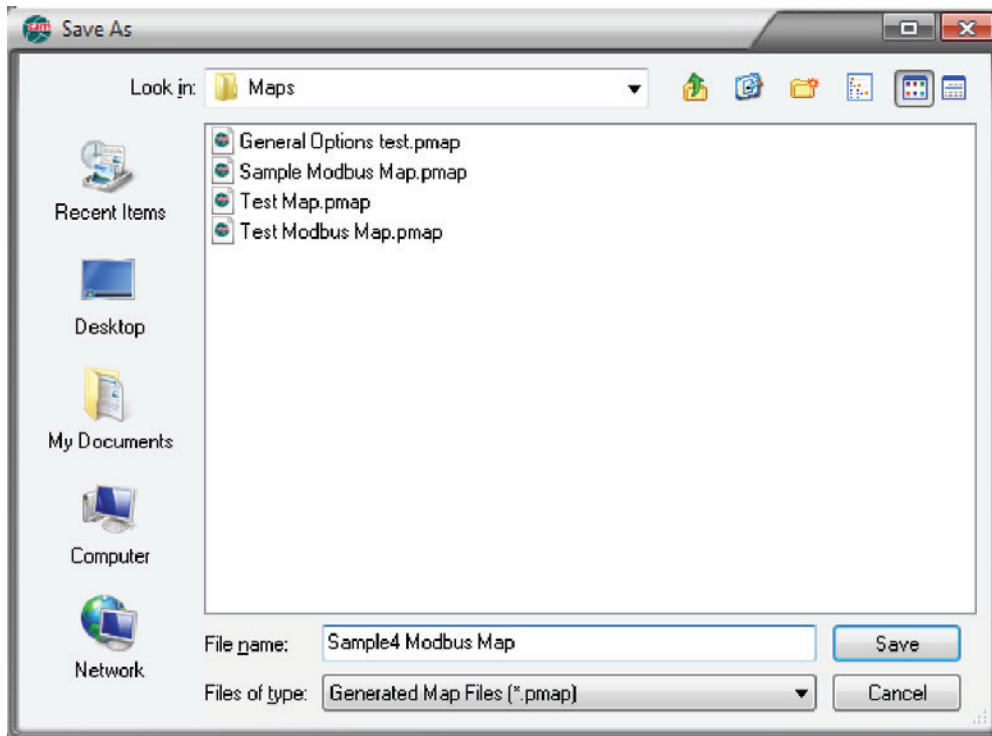 Save As
Look in:
Maps
General Options test.pmap
Sample Modbus Map.pmap
Test Map.pmap
Test Modbus Map.pmap
Recent Items
Desktop
My Documents
Computer
Network
File name:
Sample4 Modbus Map
Save
Files of type:
Generated Map Files (*.pmap)
Cancel